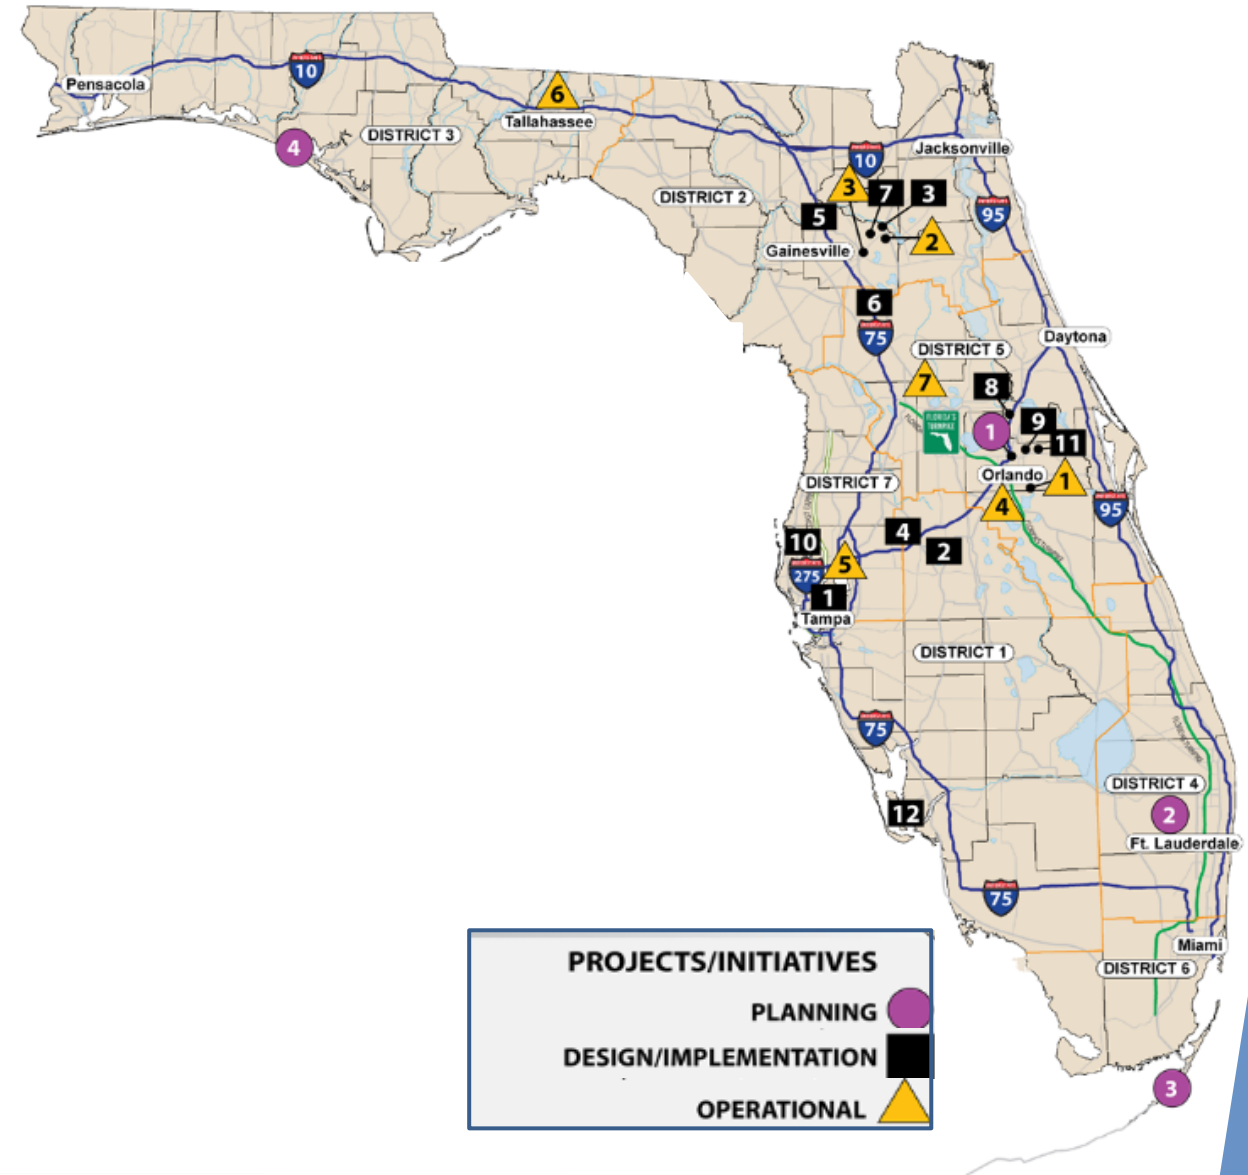 Pensacola
10
6
Tallahassee
4
DISTRICT 3
Jacksonville
10
3
7
3
DISTRICT 2
5
95
2
Gainesville
6
75
Daytona
DISTRICT 5
7
8
FLORIDA'S
TURNPIKE
1
9
11
Orlando
1
DISTRICT 7
4
95
4
10
2
5
275
1
Tampa
DISTRICT 1
75
DISTRICT 4
12
2
Ft. Lauderdale
75
Miami
DISTRICT 6
3
PROJECTS/INITIATIVES
PLANNING
DESIGN/IMPLEMENTATION
OPERATIONAL